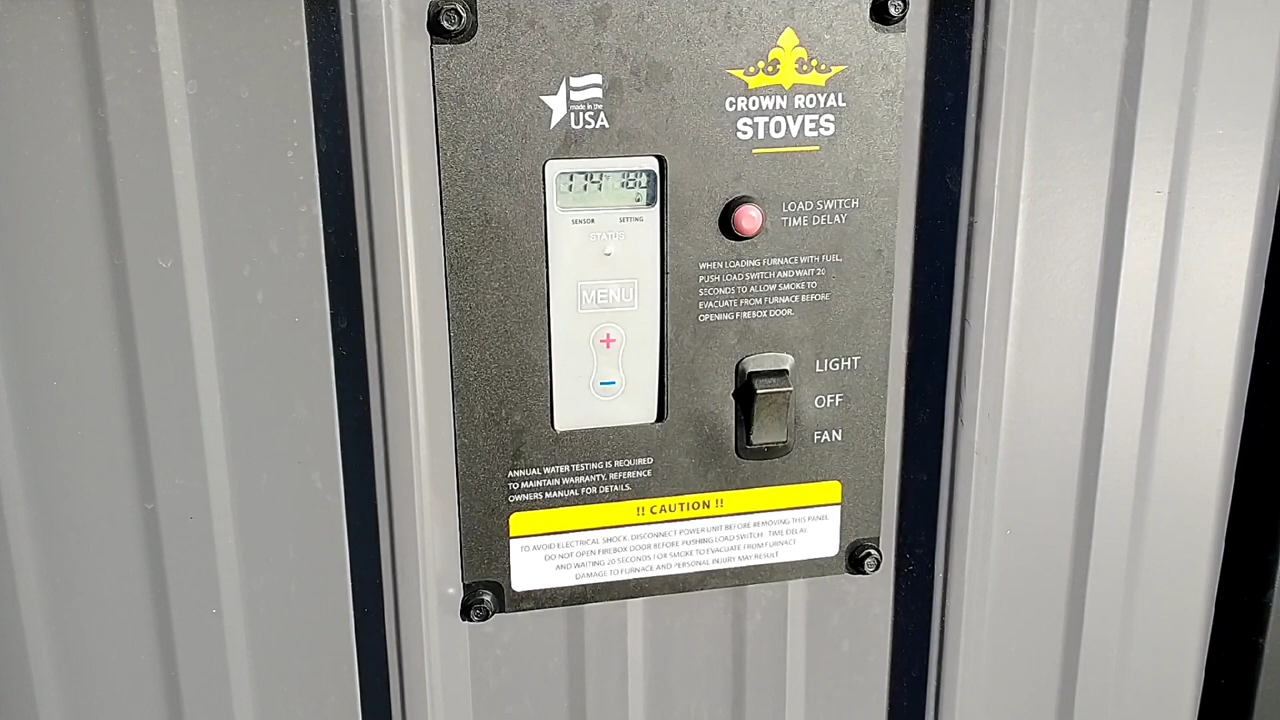 made in the
USA
CROWN ROYAL
STOVES
174°
SENSOR SETTING
STATUS
MENU
+
−
LOAD SWITCH
TIME DELAY
WHEN LOADING FURNACE WITH FUEL,
PUSH LOAD SWITCH AND WAIT 20
SECONDS TO ALLOW SMOKE TO
EVACUATE FROM FURNACE BEFORE
OPENING FIREBOX DOOR.
LIGHT
OFF
FAN
ANNUAL WATER TESTING IS REQUIRED
TO MAINTAIN WARRANTY. REFERENCE
OWNERS MANUAL FOR DETAILS.
!! CAUTION !!
TO AVOID ELECTRICAL SHOCK, DISCONNECT POWER UNIT BEFORE REMOVING THIS PANEL
DO NOT OPEN FIREBOX DOOR BEFORE PUSHING LOAD SWITCH - TIME DELAY
AND WAITING 20 SECONDS FOR SMOKE TO EVACUATE FROM FURNACE
DAMAGE TO FURNACE AND PERSONAL INJURY MAY RESULT